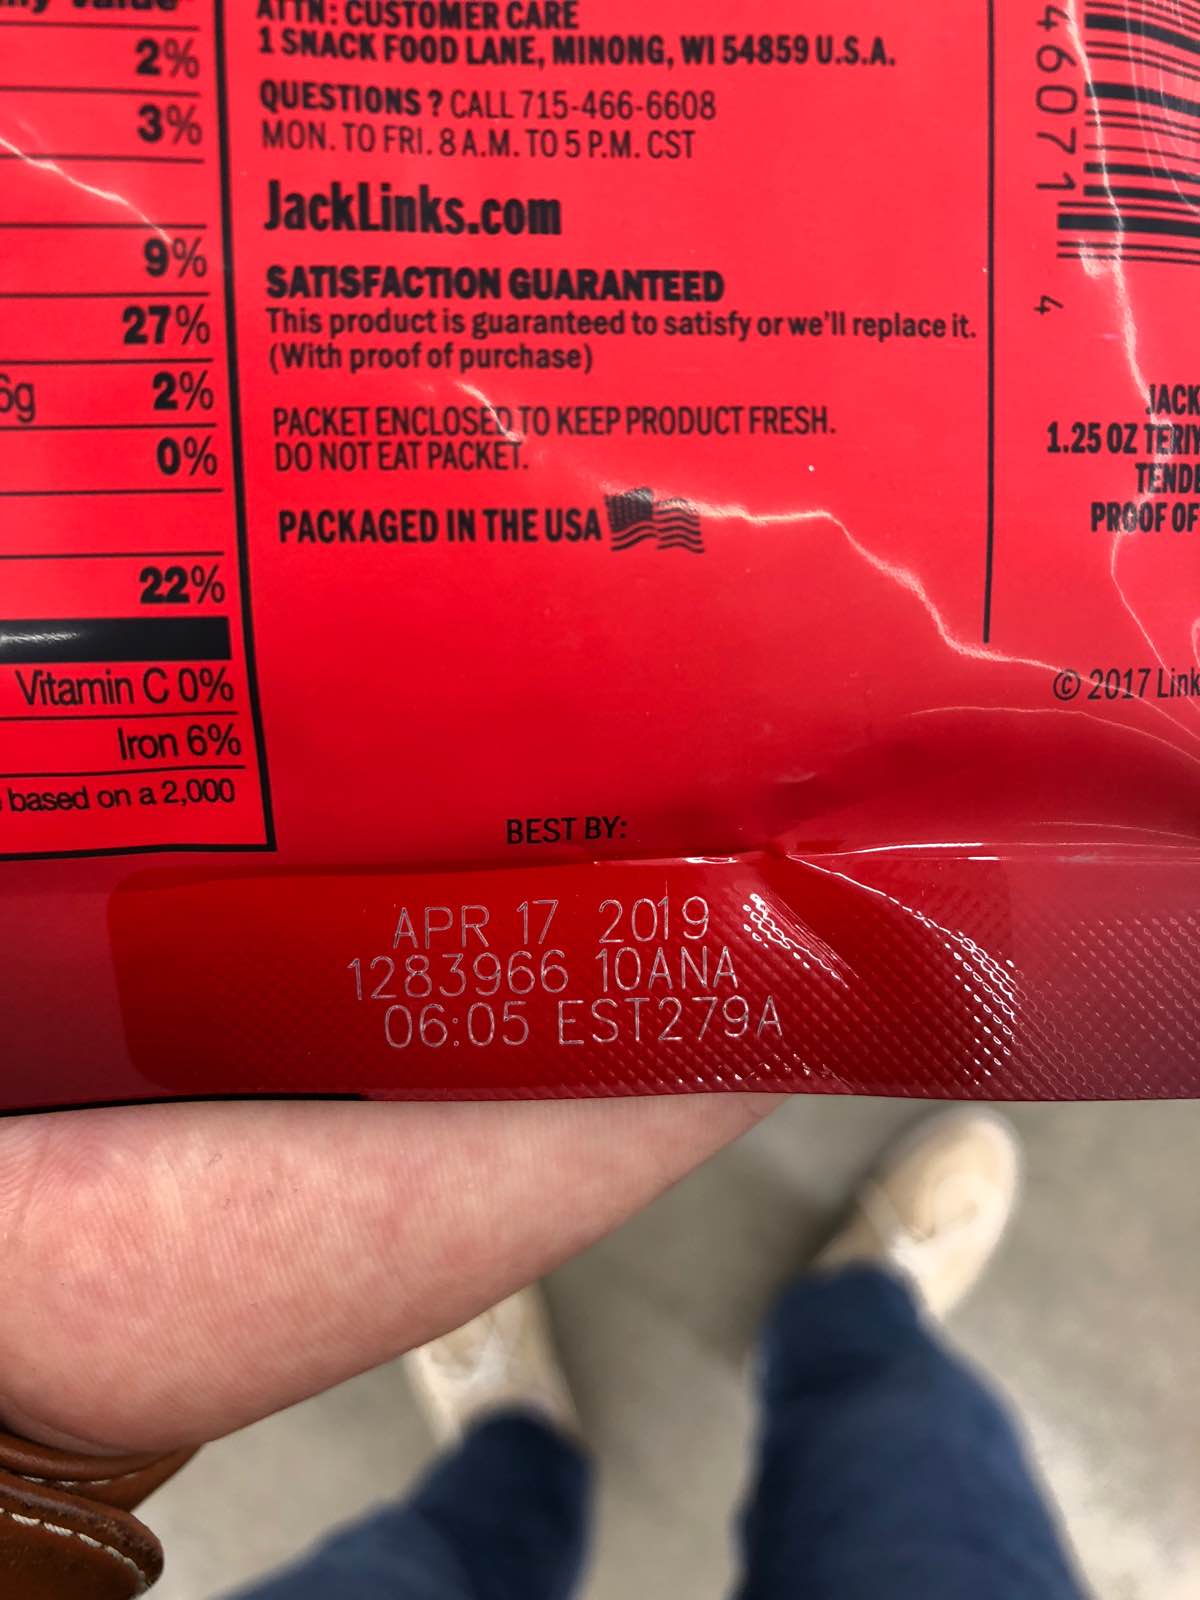 2%
3%
9%
27%
6g 2%
0%
22%
Vitamin C 0%
Iron 6%
based on a 2,000
ATTN: CUSTOMER CARE
1 SNACK FOOD LANE, MINONG, WI 54859 U.S.A.
QUESTIONS ? CALL 715-466-6608
MON. TO FRI. 8 A.M. TO 5 P.M. CST
JackLinks.com
SATISFACTION GUARANTEED
This product is guaranteed to satisfy or we'll replace it.
(With proof of purchase)
PACKET ENCLOSED TO KEEP PRODUCT FRESH.
DO NOT EAT PACKET.
PACKAGED IN THE USA
46071 4
JACK
1.25 OZ
PROOF OF
© 2017 Link
BEST BY:
APR 17 2019
1283966 10ANA
06:05 EST279A